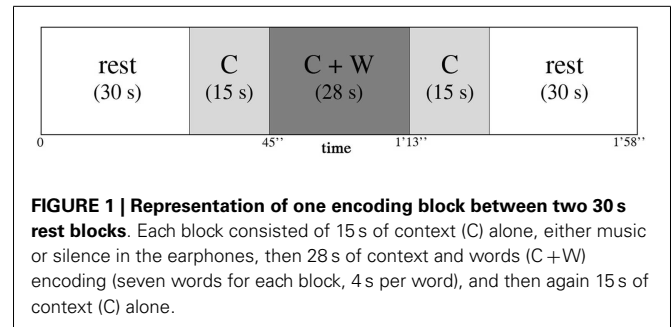 rest C C + W C rest
(30 s) (15 s) (28 s) (15 s) (30 s)
0 45’’ time 1’13’’ 1’58’’
FIGURE 1 | Representation of one encoding block between two 30 s
rest blocks. Each block consisted of 15 s of context (C) alone, either music
or silence in the earphones, then 28 s of context and words (C + W)
encoding (seven words for each block, 4 s per word), and then again 15 s of
context (C) alone.